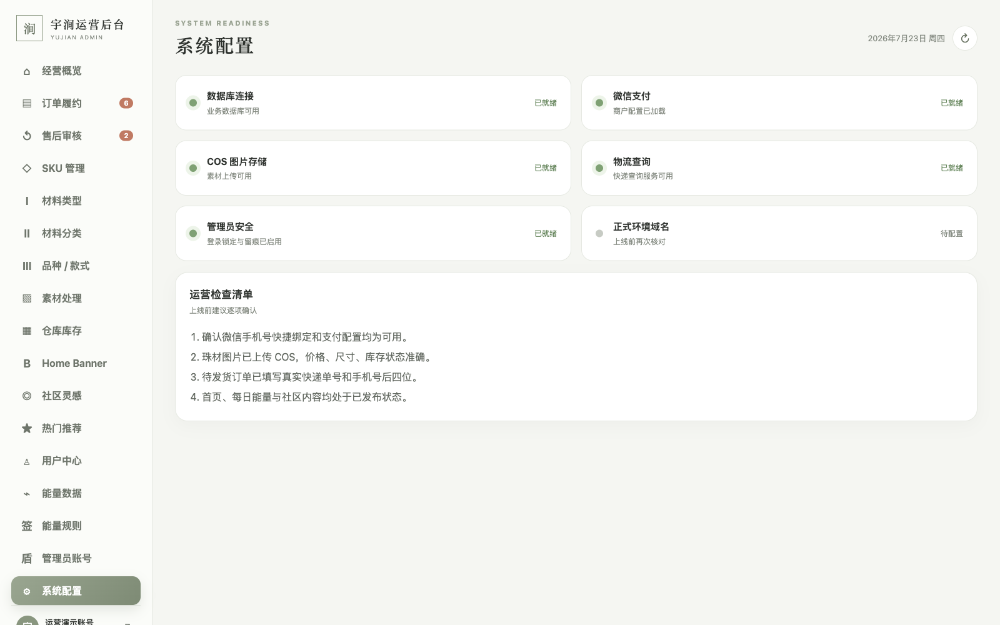 涧
宇涧运营后台
YUJIAN ADMIN
经营概览
订单履约 6
售后审核 2
SKU 管理
I 材料类型
II 材料分类
III 品种 / 款式
素材处理
仓库库存
B Home Banner
社区灵感
热门推荐
用户中心
能量数据
签 能量规则
盾 管理员账号
系统配置
运营演示账号
SYSTEM READINESS
系统配置
2026年7月23日 周四
数据库连接
业务数据库可用
已就绪
微信支付
商户配置已加载
已就绪
COS 图片存储
素材上传可用
已就绪
物流查询
快递查询服务可用
已就绪
管理员安全
登录锁定与留痕已启用
已就绪
正式环境域名
上线前再次核对
待配置
运营检查清单
上线前建议逐项确认
1. 确认微信手机号快捷绑定和支付配置均为可用。
2. 珠材图片已上传 COS，价格、尺寸、库存状态准确。
3. 待发货订单已填写真实快递单号和手机号后四位。
4. 首页、每日能量与社区内容均处于已发布状态。